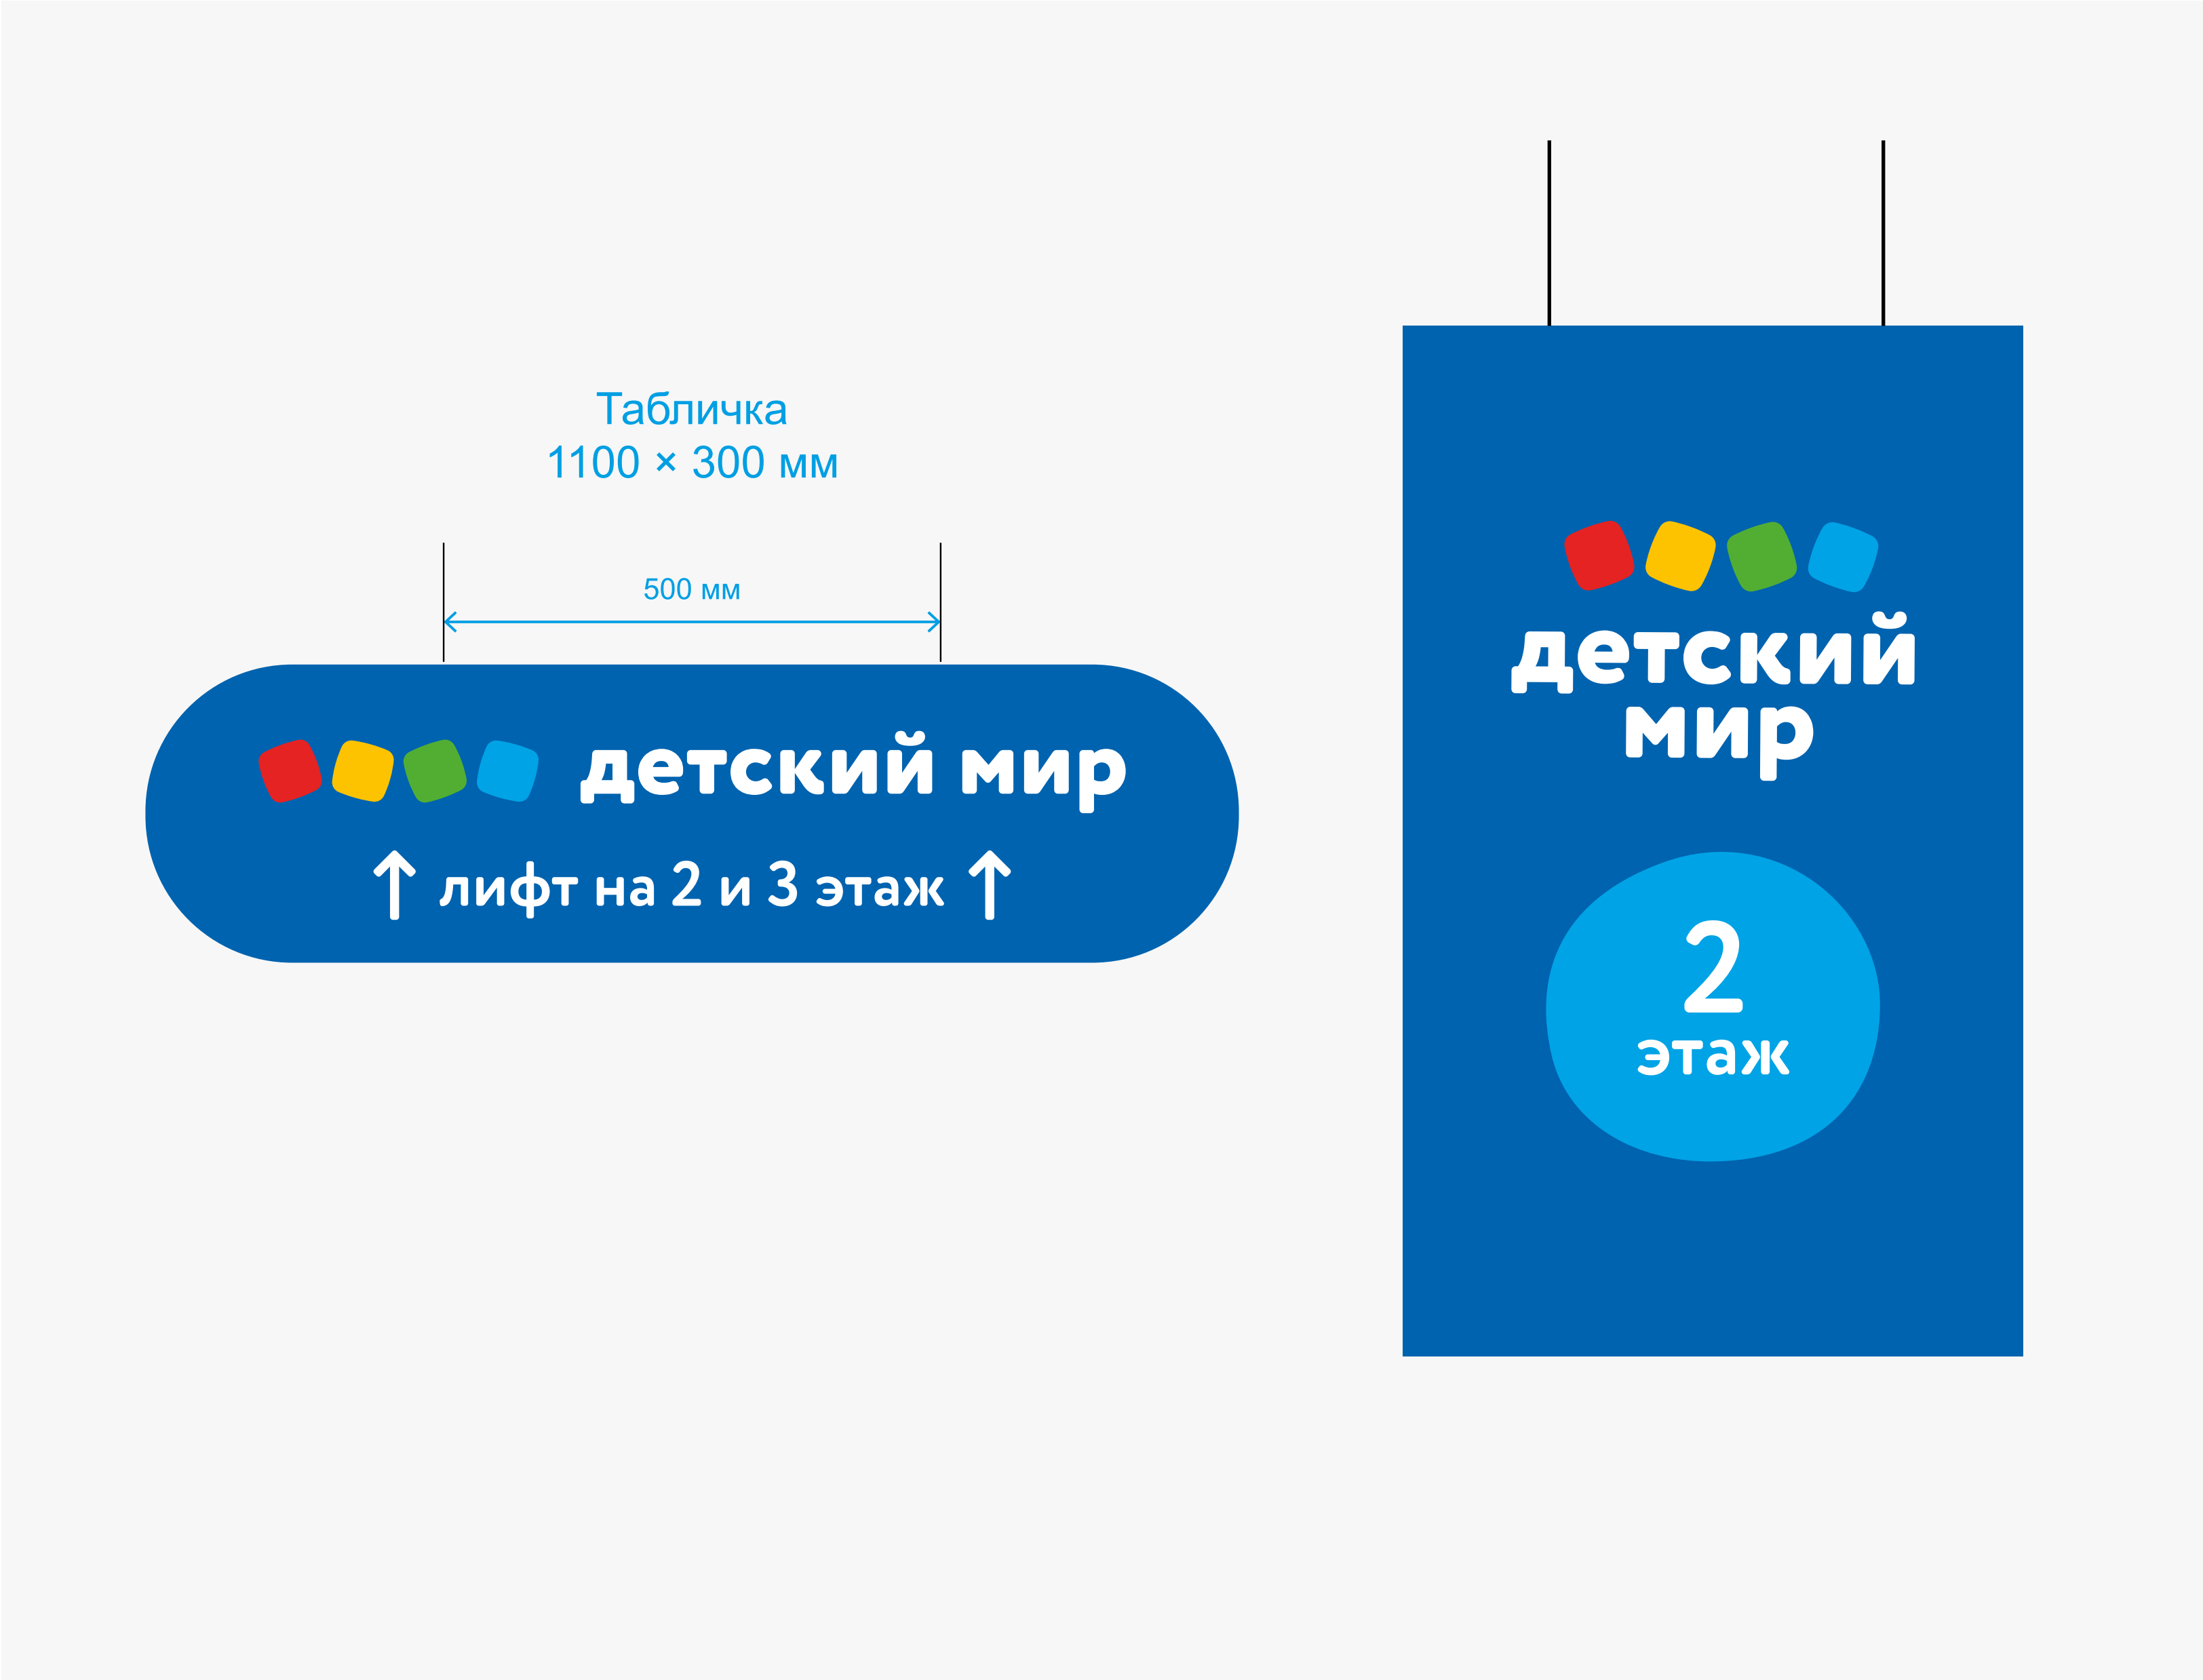 Табличка
1100 × 300 мм
500 мм
детский мир
↑ лифт на 2 и 3 этаж ↑
детский
мир
2
этаж